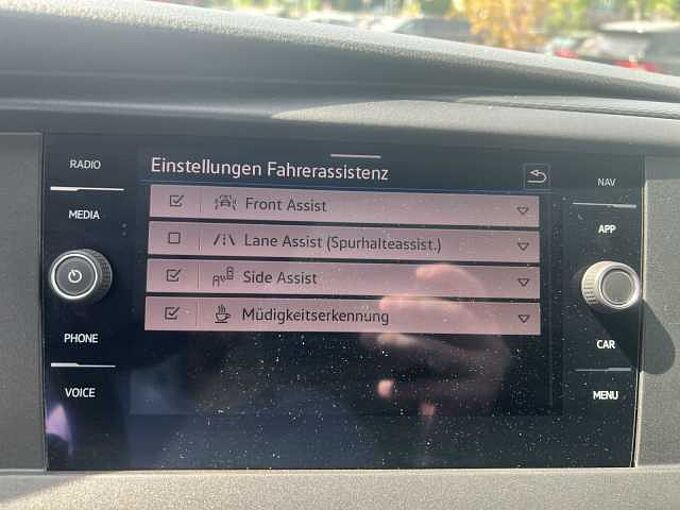 Einstellungen Fahrerassistenz
Front Assist
Lane Assist (Spurhalteassist.)
Side Assist
Müdigkeitserkennung
RADIO
MEDIA
PHONE
VOICE
NAV
APP
CAR
MENU